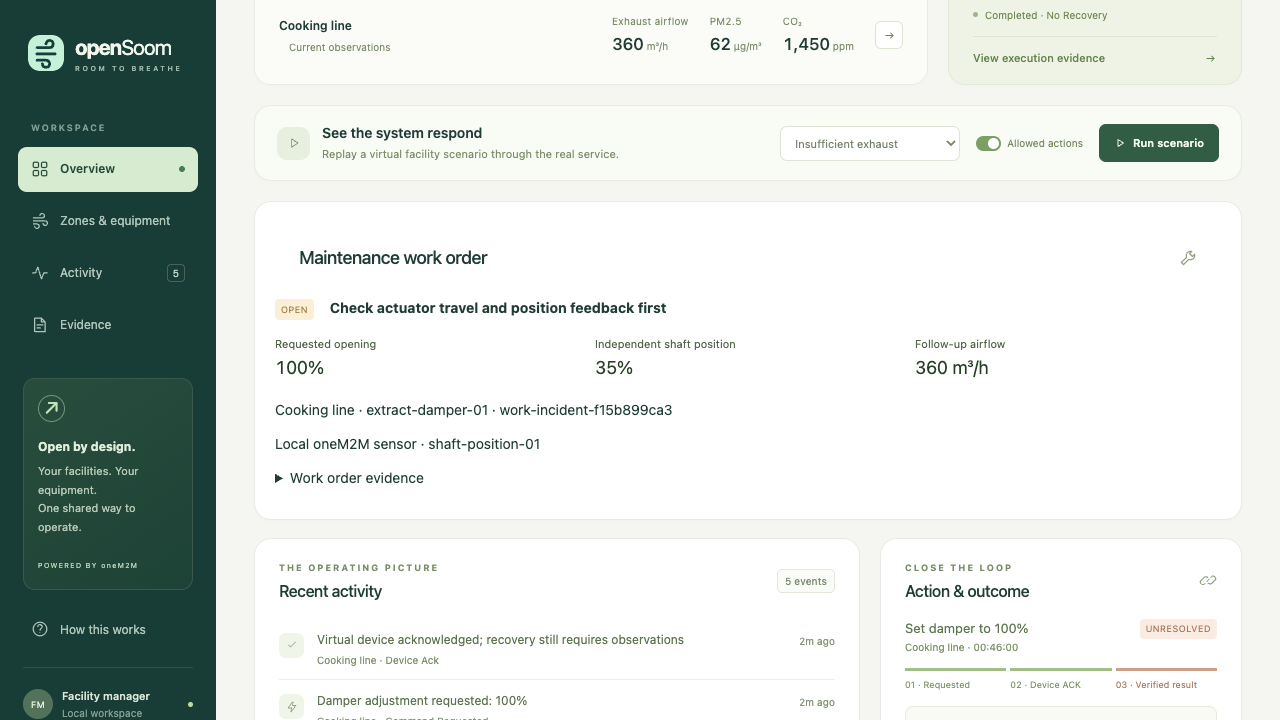 openSoom
ROOM TO BREATHE
WORKSPACE
Overview
Zones & equipment
Activity
5
Evidence
Open by design.
Your facilities. Your
equipment.
One shared way to
operate.
POWERED BY oneM2M
How this works
FM
Facility manager
Local workspace
Cooking line
Current observations
Exhaust airflow
360 m³/h
PM2.5
62 µg/m³
CO₂
1,450 ppm
→
Completed · No Recovery
View execution evidence →
See the system respond
Replay a virtual facility scenario through the real service.
Insufficient exhaust
Allowed actions
Run scenario
Maintenance work order
OPEN
Check actuator travel and position feedback first
Requested opening
100%
Independent shaft position
35%
Follow-up airflow
360 m³/h
Cooking line · extract-damper-01 · work-incident-f15b899ca3
Local oneM2M sensor · shaft-position-01
Work order evidence
THE OPERATING PICTURE
Recent activity
5 events
Virtual device acknowledged; recovery still requires observations
Cooking line · Device Ack
2m ago
Damper adjustment requested: 100%
Cooking line · Command Requested
2m ago
CLOSE THE LOOP
Action & outcome
Set damper to 100%
Cooking line · 00:46:00
UNRESOLVED
01 · Requested
02 · Device ACK
03 · Verified result